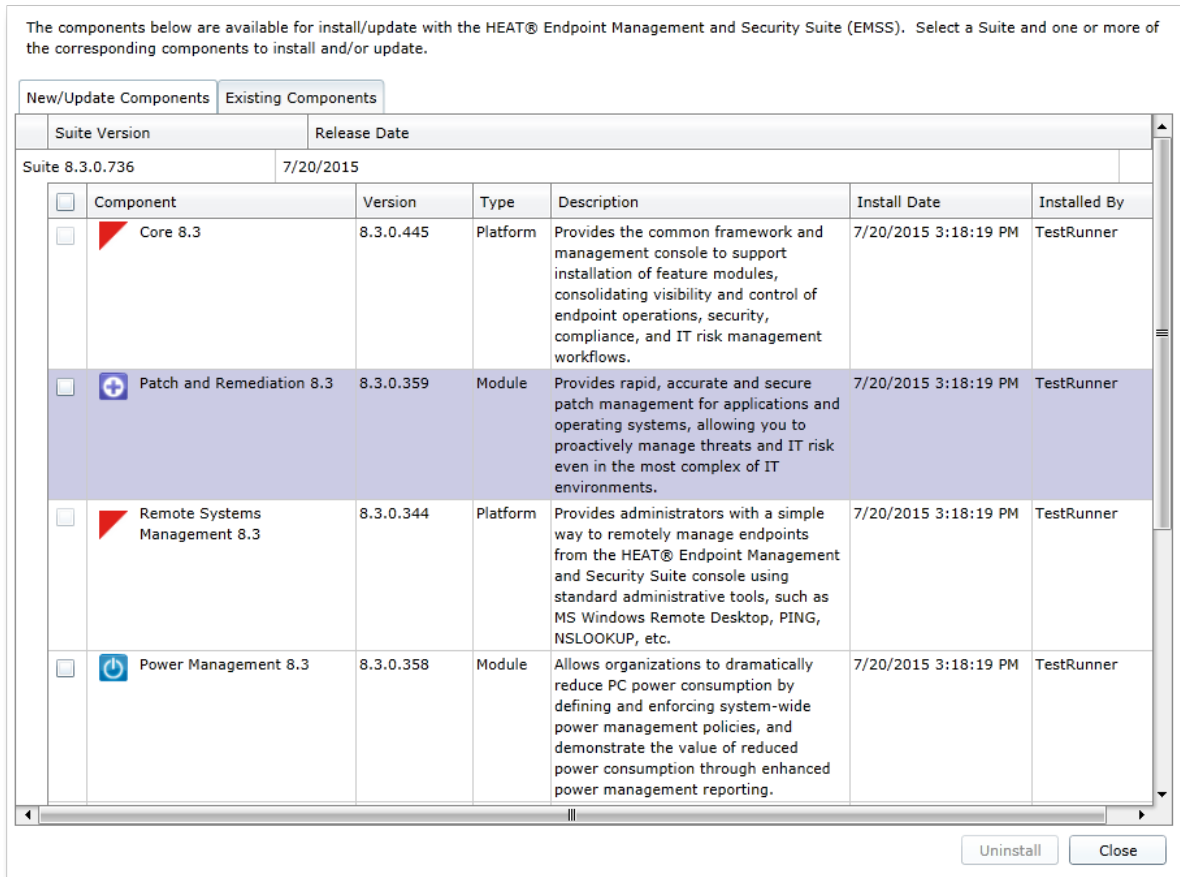 The components below are available for install/update with the HEAT® Endpoint Management and Security Suite (EMSS).  Select a Suite and one or more of
the corresponding components to install and/or update.
New/Update Components
Existing Components
Suite Version
Release Date
Suite 8.3.0.736
7/20/2015
Component
Version
Type
Description
Install Date
Installed By
Core 8.3
8.3.0.445
Platform
Provides the common framework and
management console to support
installation of feature modules,
consolidating visibility and control of
endpoint operations, security,
compliance, and IT risk management
workflows.
7/20/2015 3:18:19 PM
TestRunner
Patch and Remediation 8.3
8.3.0.359
Module
Provides rapid, accurate and secure
patch management for applications and
operating systems, allowing you to
proactively manage threats and IT risk
even in the most complex of IT
environments.
7/20/2015 3:18:19 PM
TestRunner
Remote Systems
Management 8.3
8.3.0.344
Platform
Provides administrators with a simple
way to remotely manage endpoints
from the HEAT® Endpoint Management
and Security Suite console using
standard administrative tools, such as
MS Windows Remote Desktop, PING,
NSLOOKUP, etc.
7/20/2015 3:18:19 PM
TestRunner
Power Management 8.3
8.3.0.358
Module
Allows organizations to dramatically
reduce PC power consumption by
defining and enforcing system-wide
power management policies, and
demonstrate the value of reduced
power consumption through enhanced
power management reporting.
7/20/2015 3:18:19 PM
TestRunner
Uninstall
Close